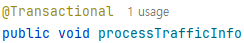 @Transactional 1 usage
public void processTrafficInfo